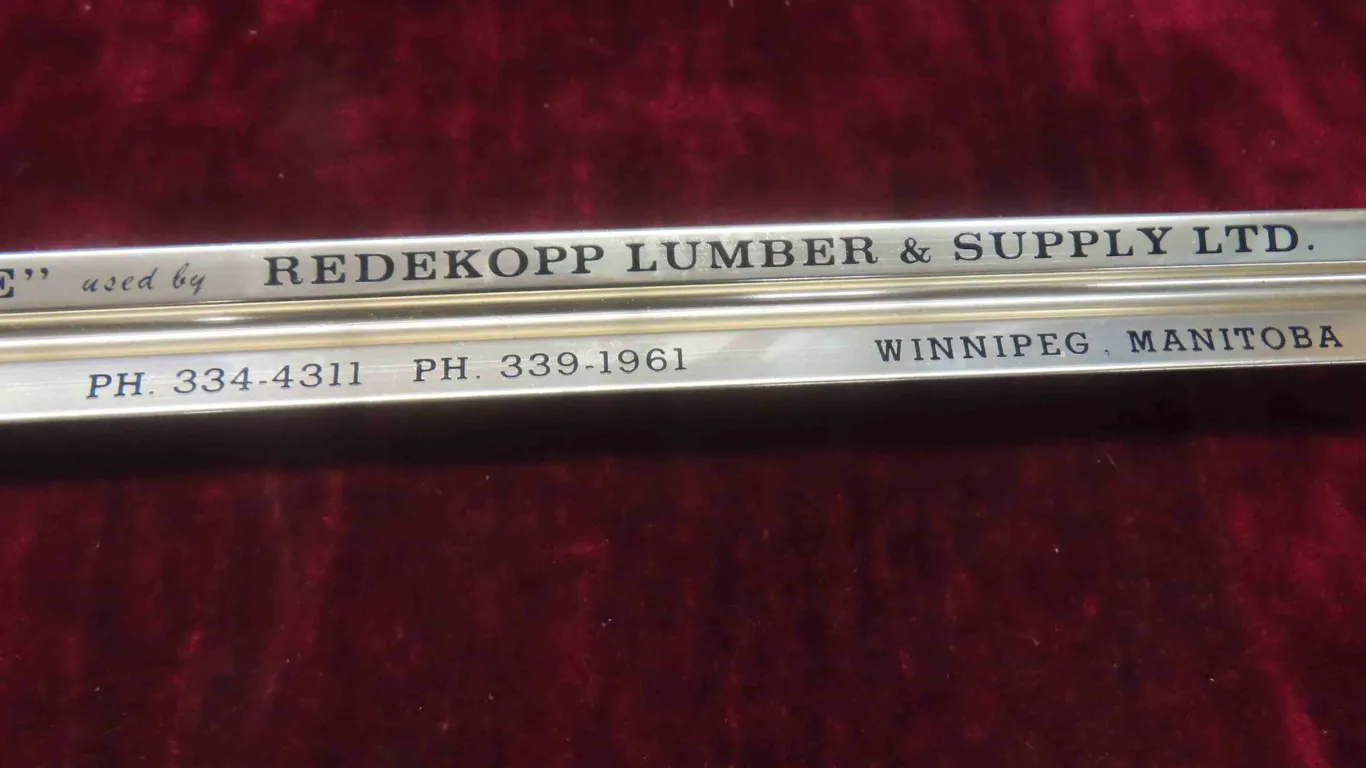 E” used by REDEKOPP LUMBER & SUPPLY LTD.
PH. 334-4311 PH. 339-1961 WINNIPEG, MANITOBA